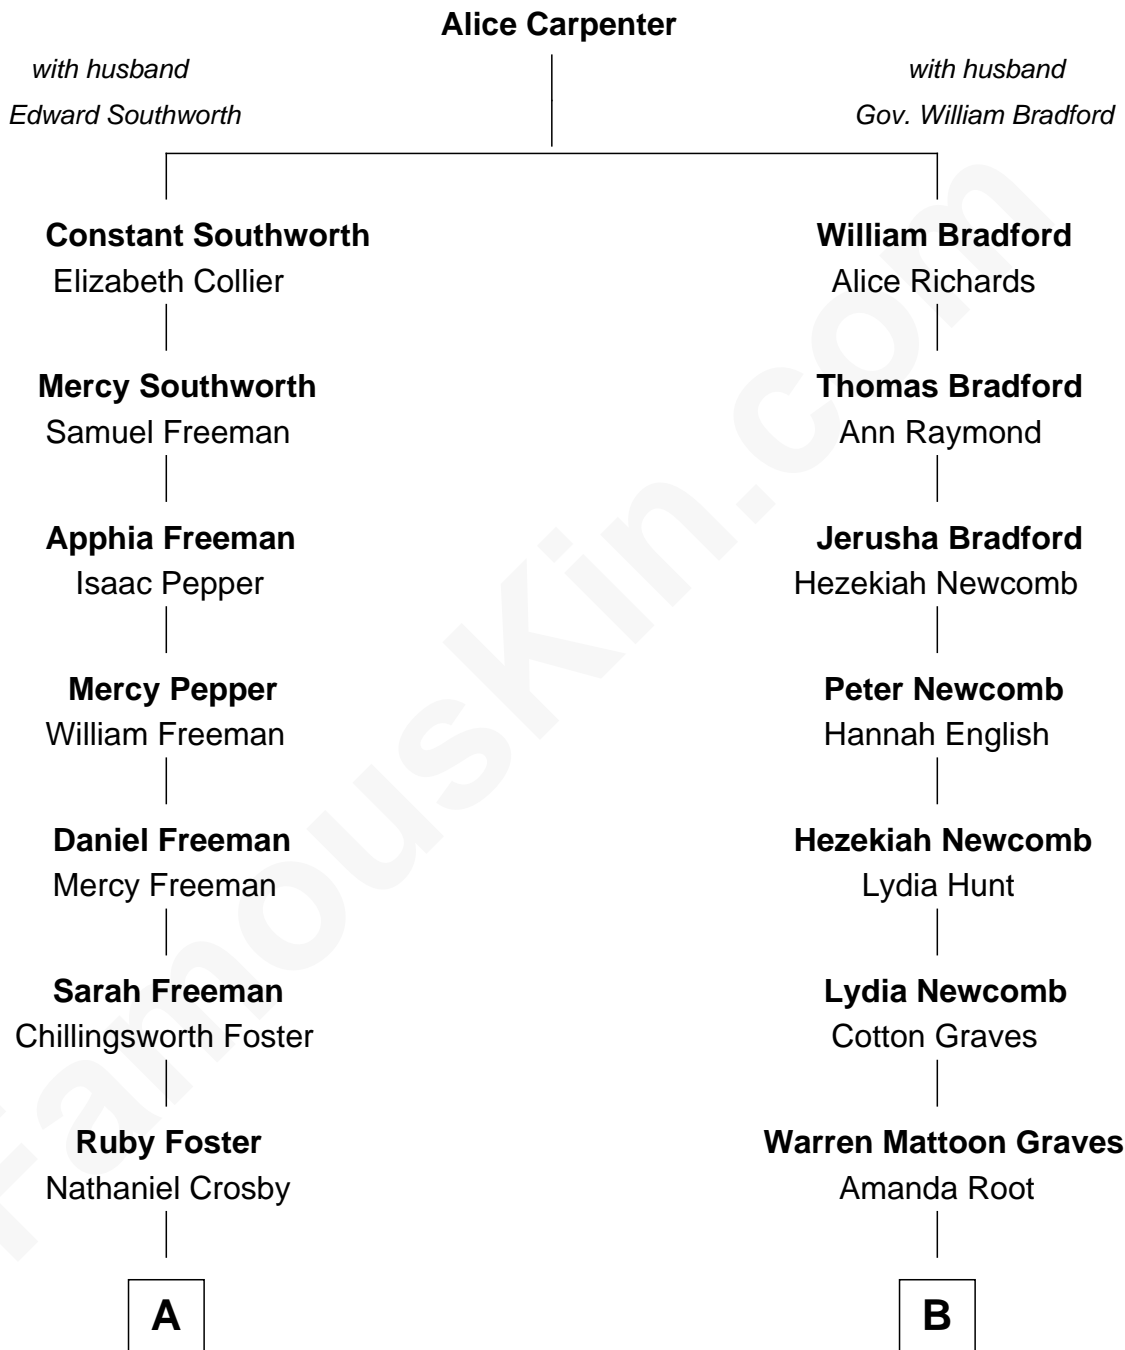 Alice Carpenter
with husband
Edward Southworth
with husband
Gov. William Bradford
Constant Southworth
Elizabeth Collier
William Bradford
Alice Richards
Mercy Southworth
Samuel Freeman
Thomas Bradford
Ann Raymond
Apphia Freeman
Isaac Pepper
Jerusha Bradford
Hezekiah Newcomb
Mercy Pepper
William Freeman
Peter Newcomb
Hannah English
Daniel Freeman
Mercy Freeman
Hezekiah Newcomb
Lydia Hunt
Sarah Freeman
Chillingsworth Foster
Lydia Newcomb
Cotton Graves
Ruby Foster
Nathaniel Crosby
Warren Mattoon Graves
Amanda Root
A
B
FamousKin.com